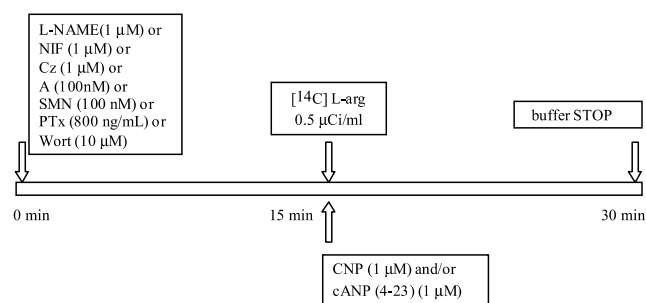 L-NAME(1 μM) or
NIF (1 μM) or
Cz (1 μM) or
A (100nM) or
SMN (100 nM) or
PTx (800 ng/mL) or
Wort (10 μM)
[14C] L-arg
0.5 μCi/ml
buffer STOP
0 min
15 min
30 min
CNP (1 μM) and/or
cANP (4-23) (1 μM)